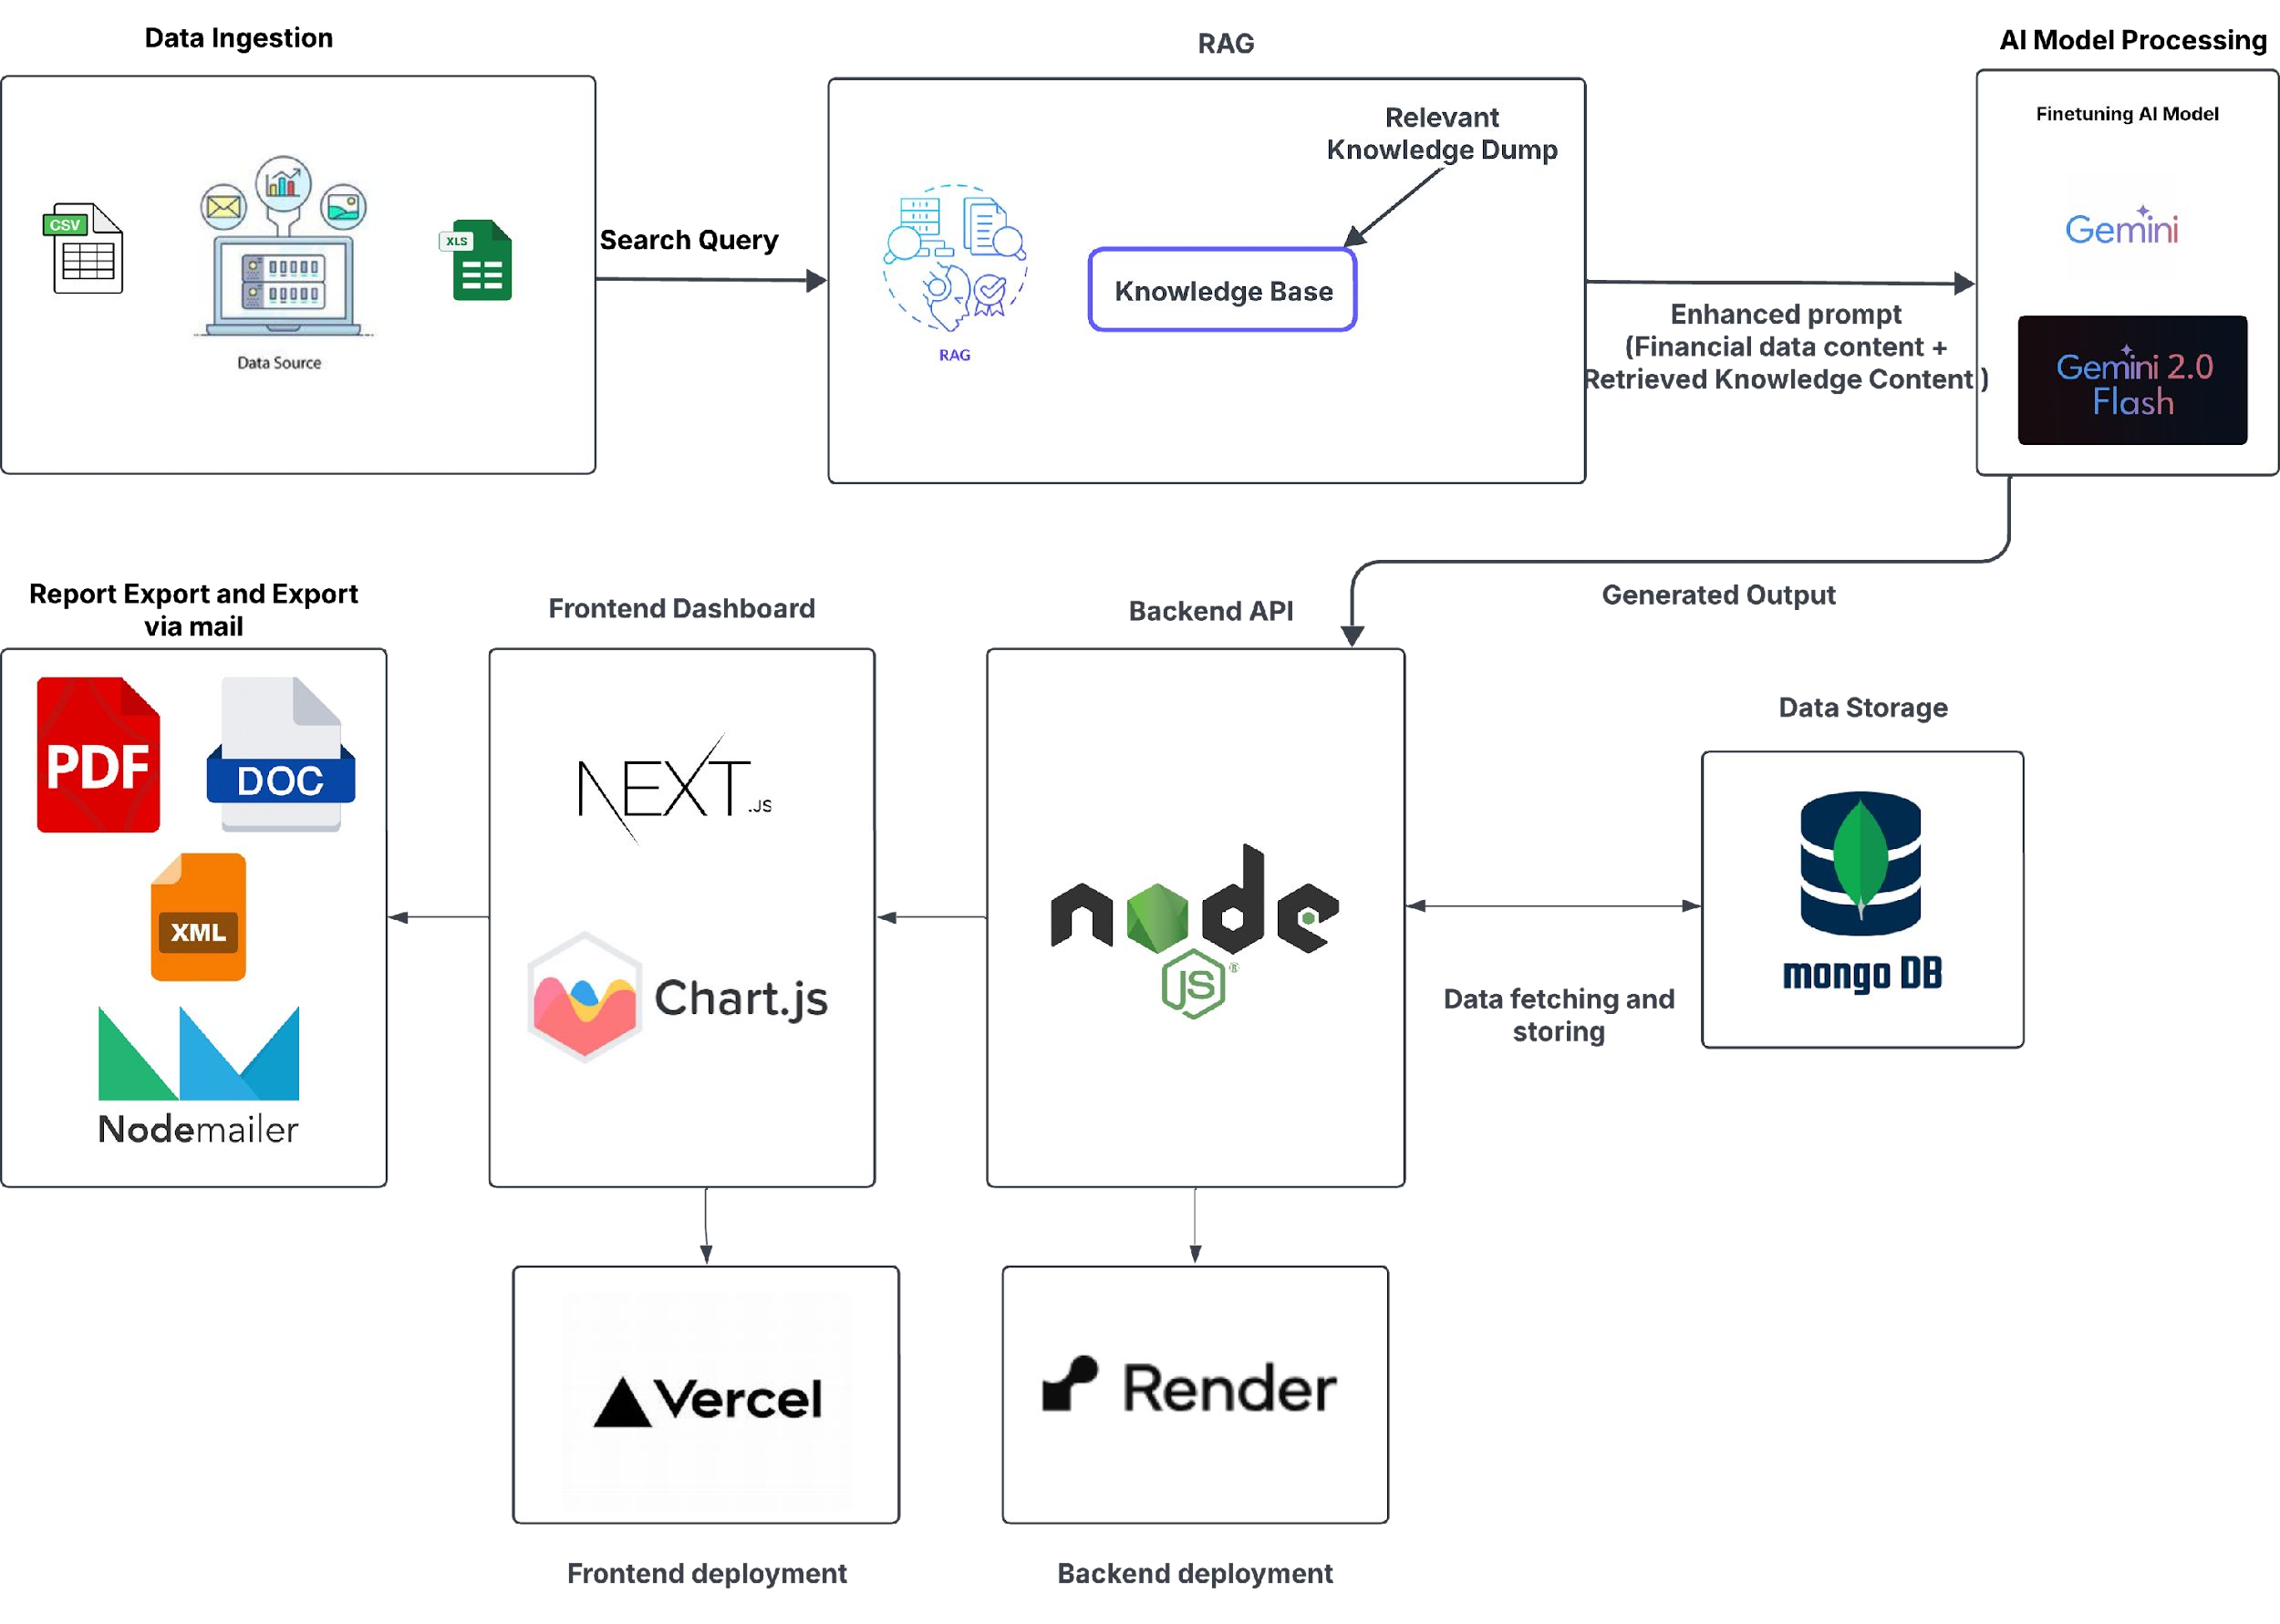 Data Ingestion
CSV
XLS
Data Source
Search Query
RAG
Relevant
Knowledge Dump
Knowledge Base
RAG
Enhanced prompt
(Financial data content +
Retrieved Knowledge Content )
AI Model Processing
Finetuning AI Model
Gemini
Gemini 2.0
Flash
Generated Output
Report Export and Export
via mail
PDF
DOC
XML
Nodemailer
Frontend Dashboard
NEXT.JS
Chart.js
Backend API
node
JS®
Data fetching and
storing
Data Storage
mongo DB
Vercel
Frontend deployment
Render
Backend deployment